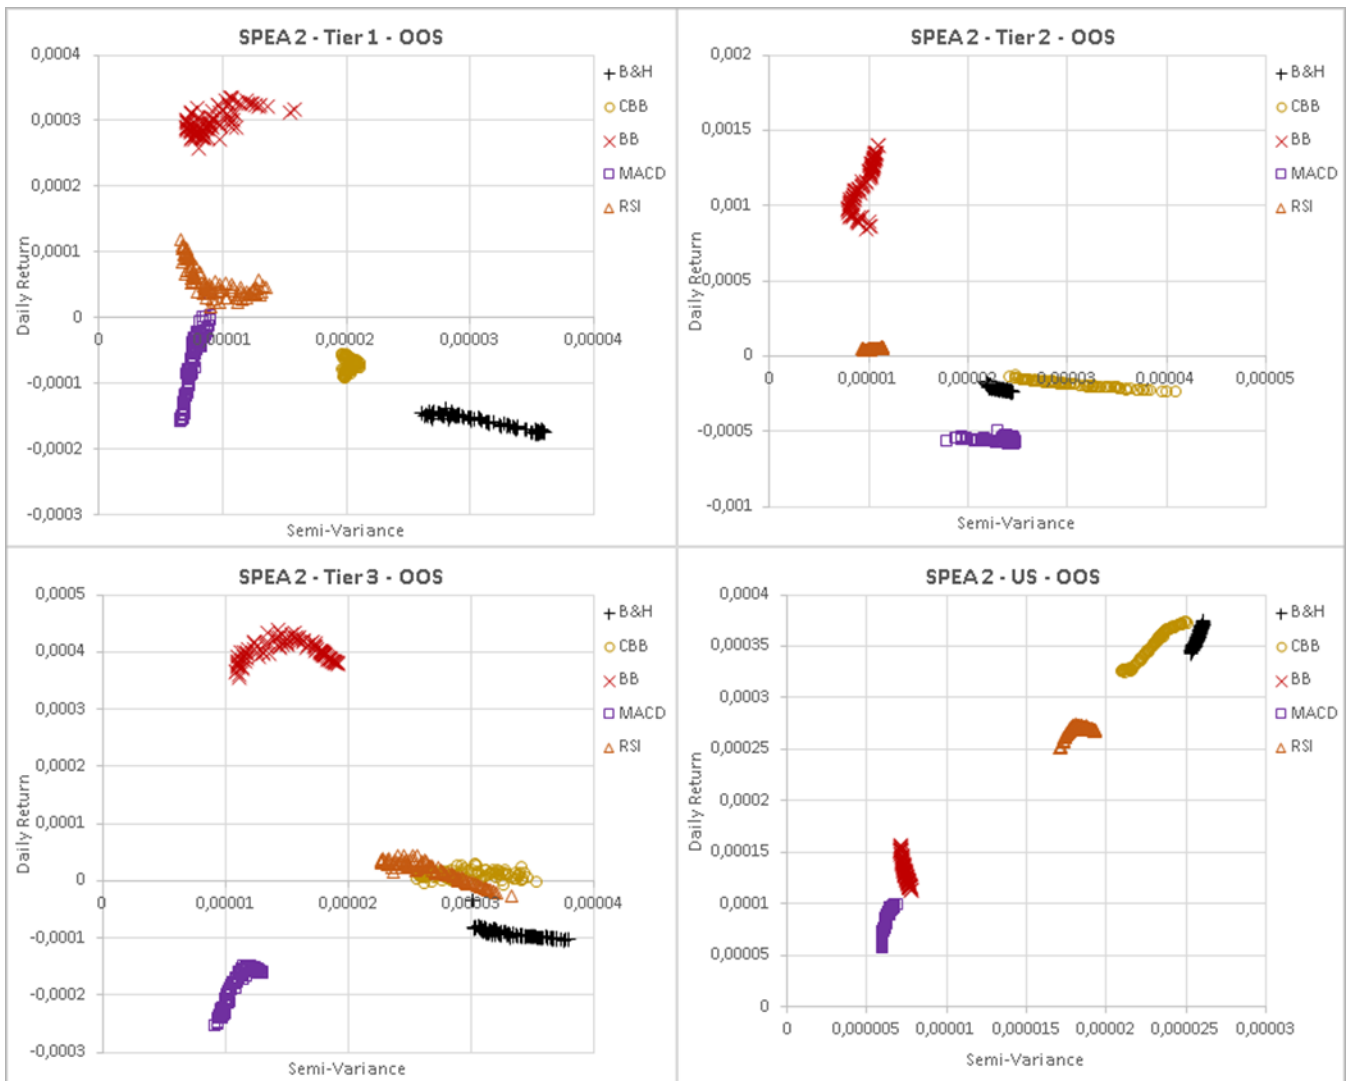 SPEA2 - Tier 1 - OOS
0,0004
0,0003
0,0002
0,0001
0
-0,0001
-0,0002
-0,0003
0
0,00001
0,00002
0,00003
0,00004
Daily Return
Semi-Variance
+ B&H
CBB
BB
MACD
RSI
SPEA2 - Tier 2 - OOS
0,002
0,0015
0,001
0,0005
0
-0,0005
-0,001
0
0,00001
0,00002
0,00003
0,00004
0,00005
Daily Return
Semi-Variance
+ B&H
CBB
BB
MACD
RSI
SPEA2 - Tier 3 - OOS
0,0005
0,0004
0,0003
0,0002
0,0001
0
-0,0001
-0,0002
-0,0003
0
0,00001
0,00002
0,00003
0,00004
Daily Return
Semi-Variance
+ B&H
CBB
BB
MACD
RSI
SPEA2 - US - OOS
0,0004
0,00035
0,0003
0,00025
0,0002
0,00015
0,0001
0,00005
0
0
0,000005
0,00001
0,000015
0,00002
0,000025
0,00003
Daily Return
Semi-Variance
+ B&H
CBB
BB
MACD
RSI